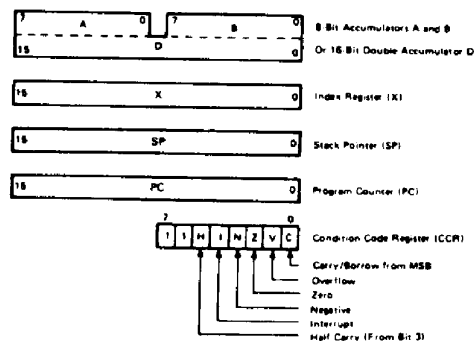 7 A 0 7 B 0 8-Bit Accumulators A and B
15 D 0 Or 16-Bit Double Accumulator D
15 X 0 Index Register (X)
15 SP 0 Stack Pointer (SP)
15 PC 0 Program Counter (PC)
7 0
1 1 H I N Z V C Condition Code Register (CCR)
Carry/Borrow from MSB
Overflow
Zero
Negative
Interrupt
Half Carry (From Bit 3)